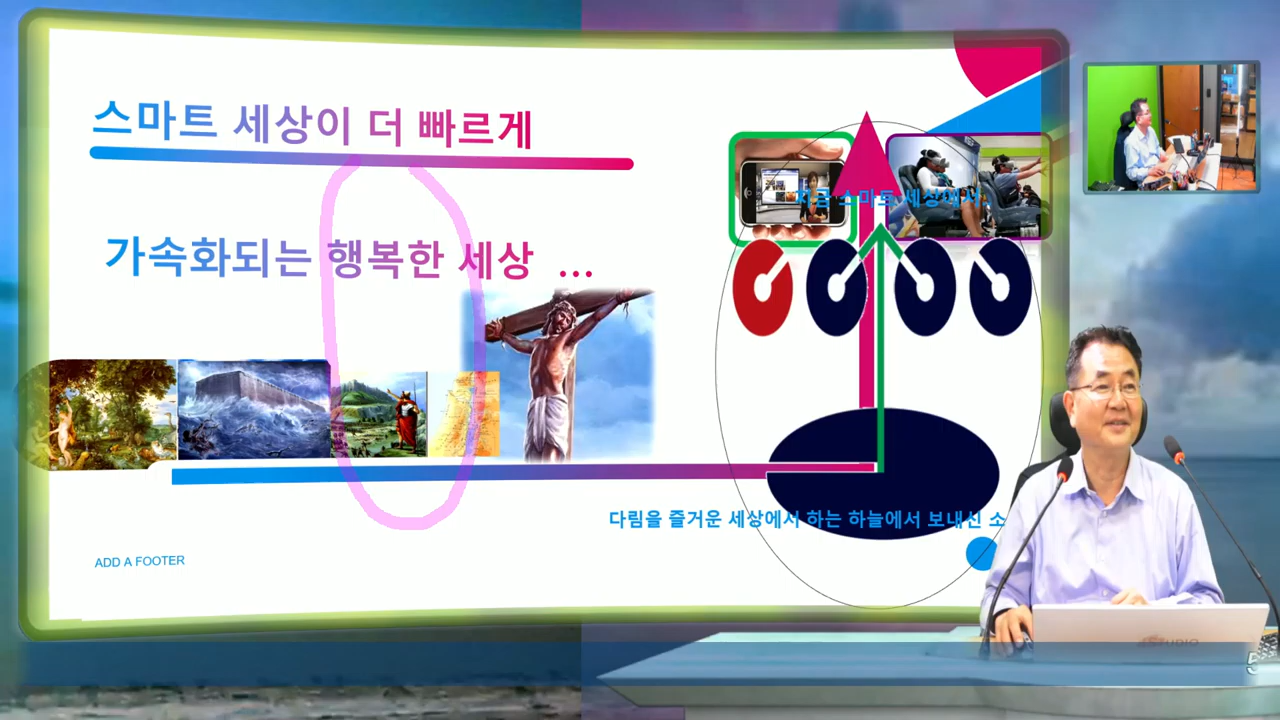 스마트 세상이 더 빠르게
지금 스마트 세상에서
가속화되는 행복한 세상 ...
다림을 즐거운 세상에서 하는 하늘에서 보내신 소
ADD A FOOTER